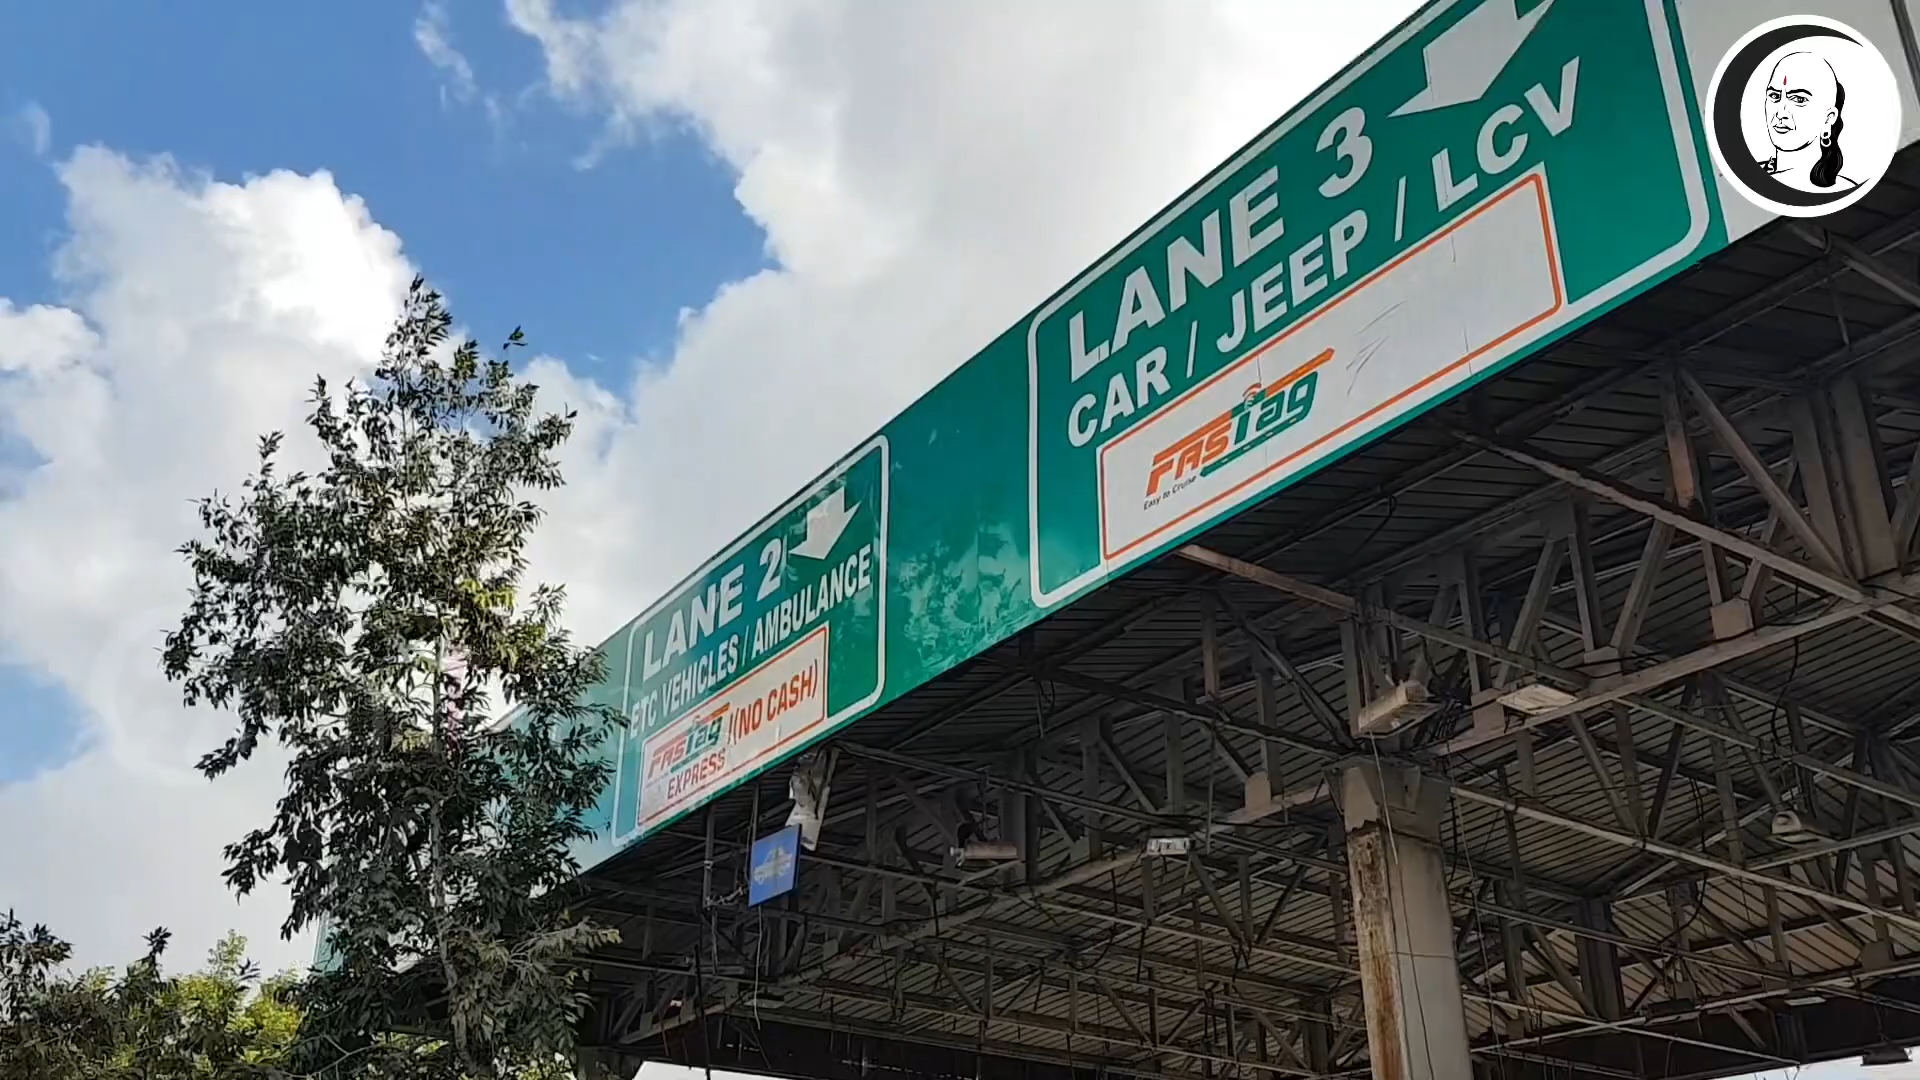 LANE 2
ETC VEHICLES / AMBULANCE
FASTag /(NO CASH)
EXPRESS
LANE 3
CAR / JEEP / LCV
FASTag
Easy to Cruise